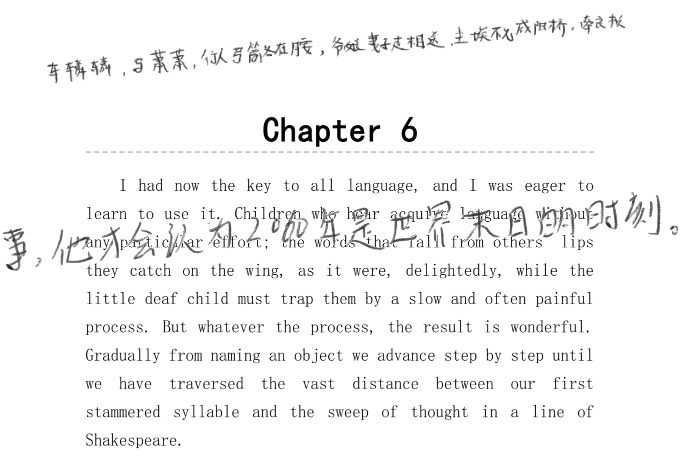 车辚辚，马萧萧，行人弓箭各在腰，爷娘妻子走相送，尘埃不见咸阳桥。牵衣
Chapter 6
I had now the key to all language, and I was eager to
learn to use it. Children who hear acquire language without
事，他才会认为2060年是世界末日的时刻。
any particular effort; the words that fall from others' lips
they catch on the wing, as it were, delightedly, while the
little deaf child must trap them by a slow and often painful
process. But whatever the process, the result is wonderful.
Gradually from naming an object we advance step by step until
we have traversed the vast distance between our first
stammered syllable and the sweep of thought in a line of
Shakespeare.